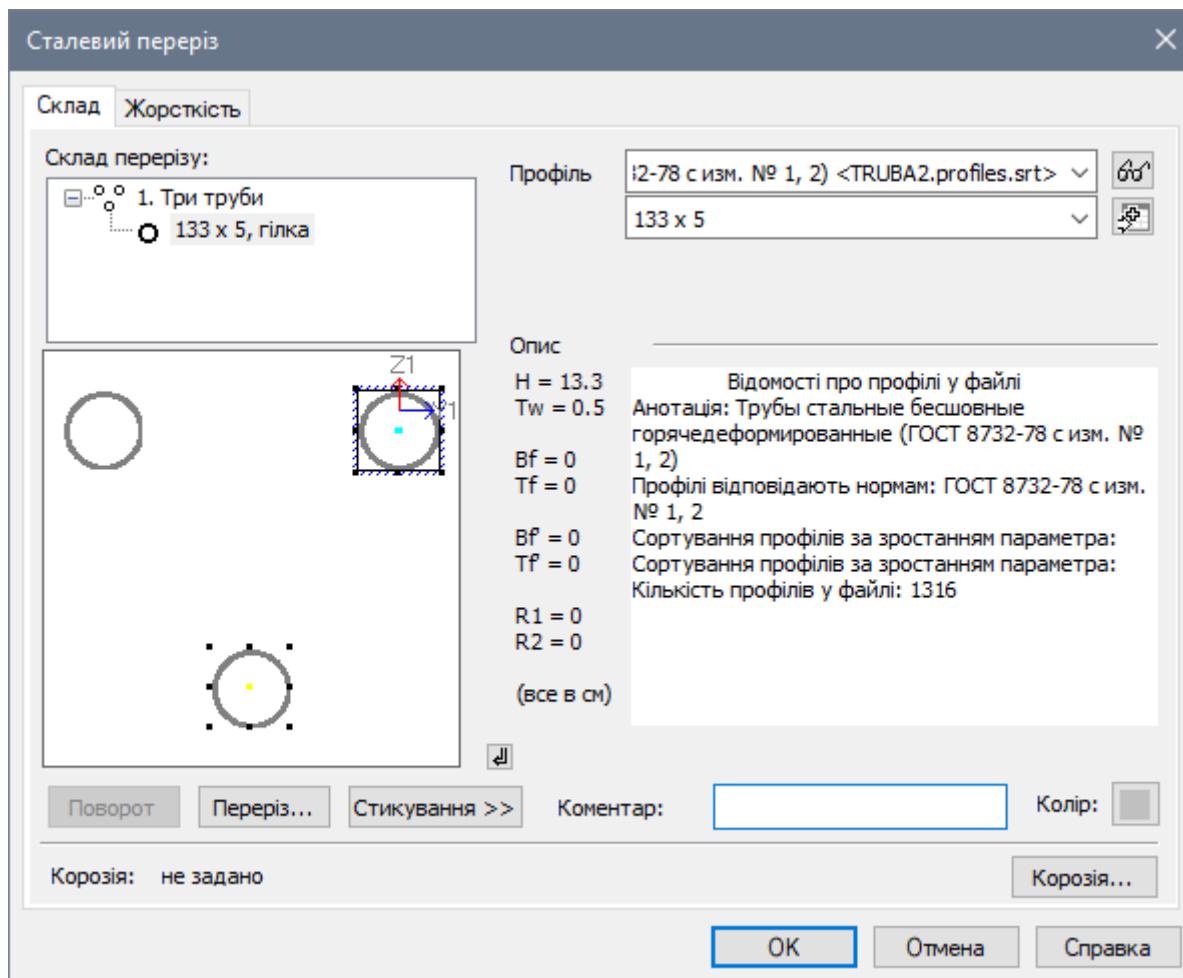 Сталевий переріз
Склад
Жорсткість
Склад перерізу:
1. Три труби
133 x 5, гілка
Профіль
32-78 с изм. № 1, 2) <TRUBA2.profiles.srt>
133 x 5
Z1
Y1
Опис
H = 13.3
Tw = 0.5
Bf = 0
Tf = 0
Bf' = 0
Tf' = 0
R1 = 0
R2 = 0
(все в см)
Відомості про профілі у файлі
Анотація: Трубы стальные бесшовные
горячедеформированные (ГОСТ 8732-78 с изм. №
1, 2)
Профілі відповідають нормам: ГОСТ 8732-78 с изм.
№ 1, 2
Сортування профілів за зростанням параметра:
Сортування профілів за зростанням параметра:
Кількість профілів у файлі: 1316
Поворот
Переріз...
Стикування >>
Коментар:
Колір:
Корозія: не задано
Корозія...
OK
Отмена
Справка